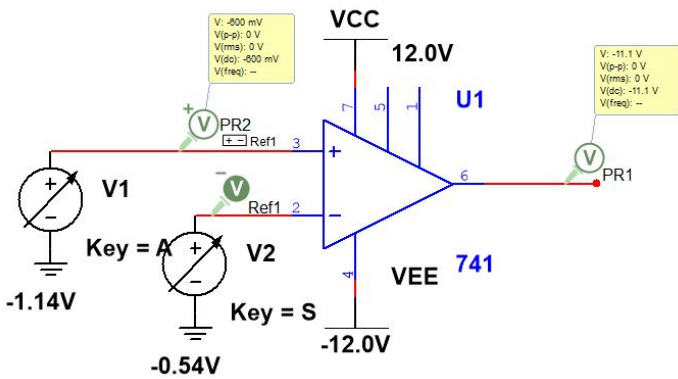 V: -600 mV
V(p-p): 0 V
V(rms): 0 V
V(dc): -600 mV
V(freq): --
VCC
12.0V
V: -11.1 V
V(p-p): 0 V
V(rms): 0 V
V(dc): -11.1 V
V(freq): --
7
5
1
U1
+
V
PR2
+ - Ref1
3
+
V
PR1
6
V1
−
V
Ref1
2
−
+
−
Key = A
+
−
V2
4
VEE
741
-1.14V
Key = S
-12.0V
-0.54V